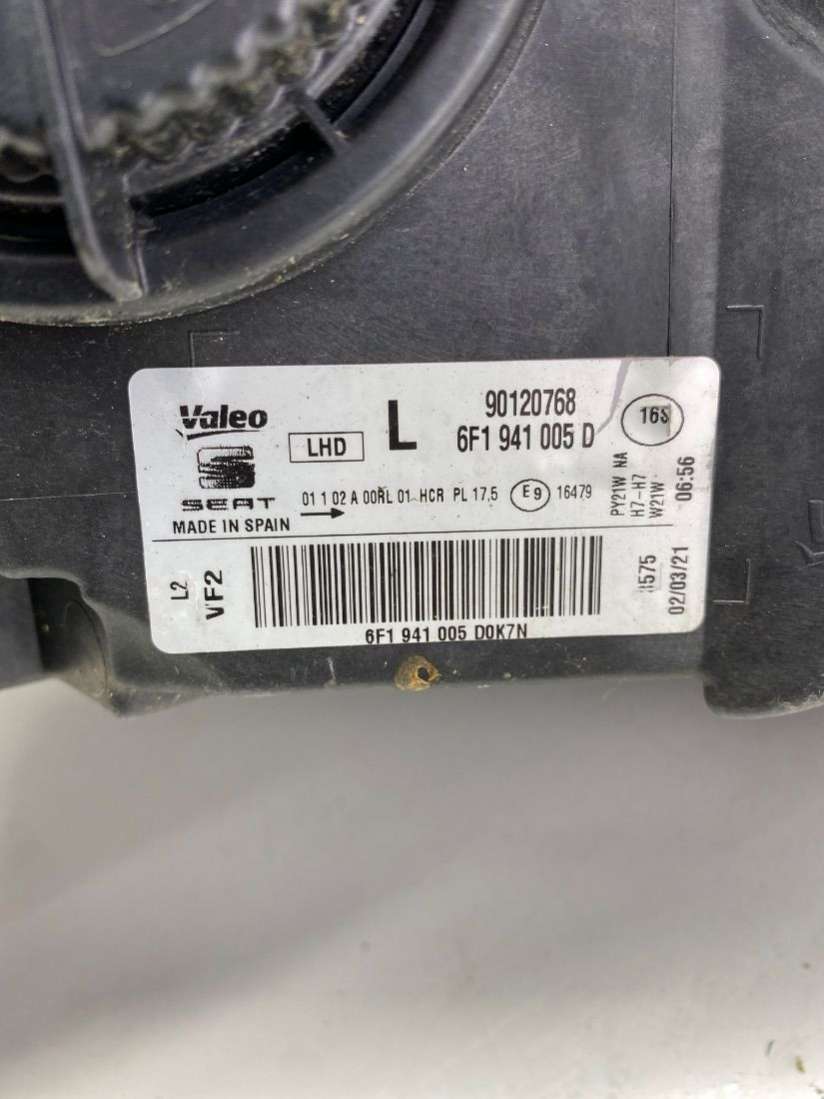 Valeo
SEAT
MADE IN SPAIN
LHD
L
90120768
6F1 941 005 D
16S
01 1 02 A 00RL 01 HCR PL 17,5
E9 16479
PY21W NA
H7-H7
W21W
06:56
L2
VF2
6F1 941 005 D0K7N
02/03/21